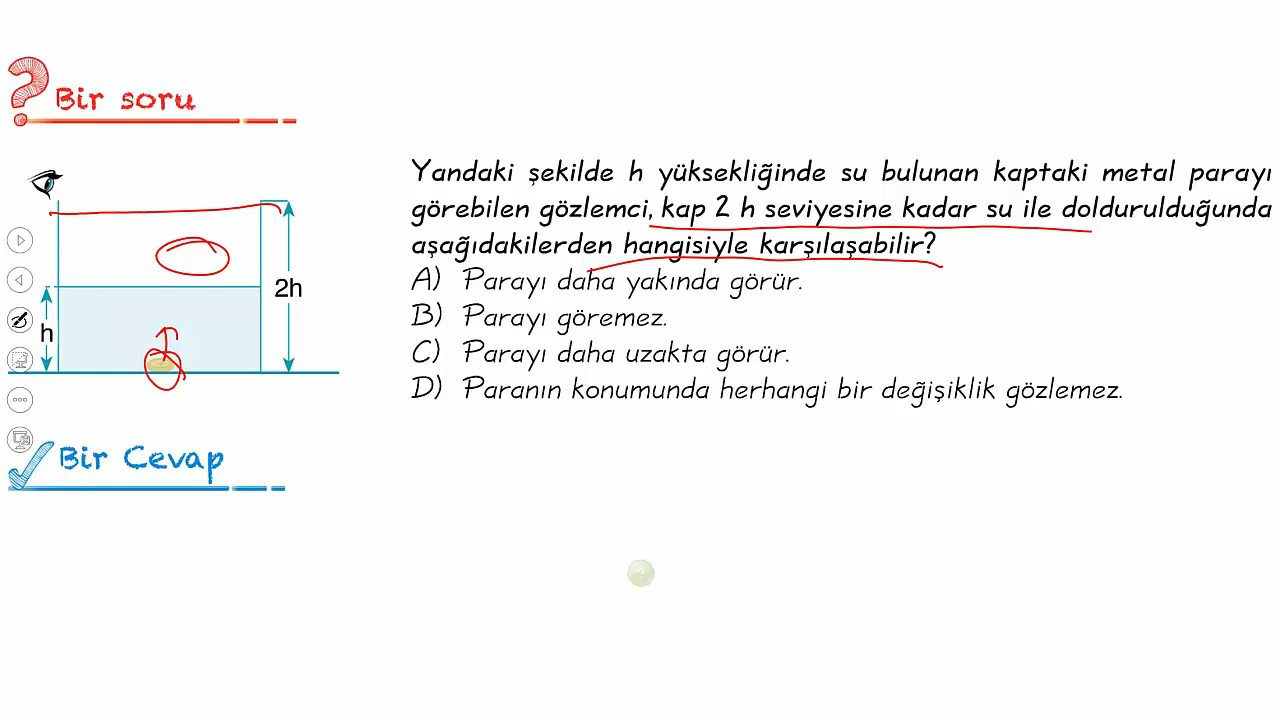 Bir soru
Yandaki şekilde h yüksekliğinde su bulunan kaptaki metal parayı
görebilen gözlemci, kap 2 h seviyesine kadar su ile doldurulduğunda
aşağıdakilerden hangisiyle karşılaşabilir?
A) Parayı daha yakında görür.
B) Parayı göremez.
C) Parayı daha uzakta görür.
D) Paranın konumunda herhangi bir değişiklik gözlemez.
2h
h
Bir Cevap